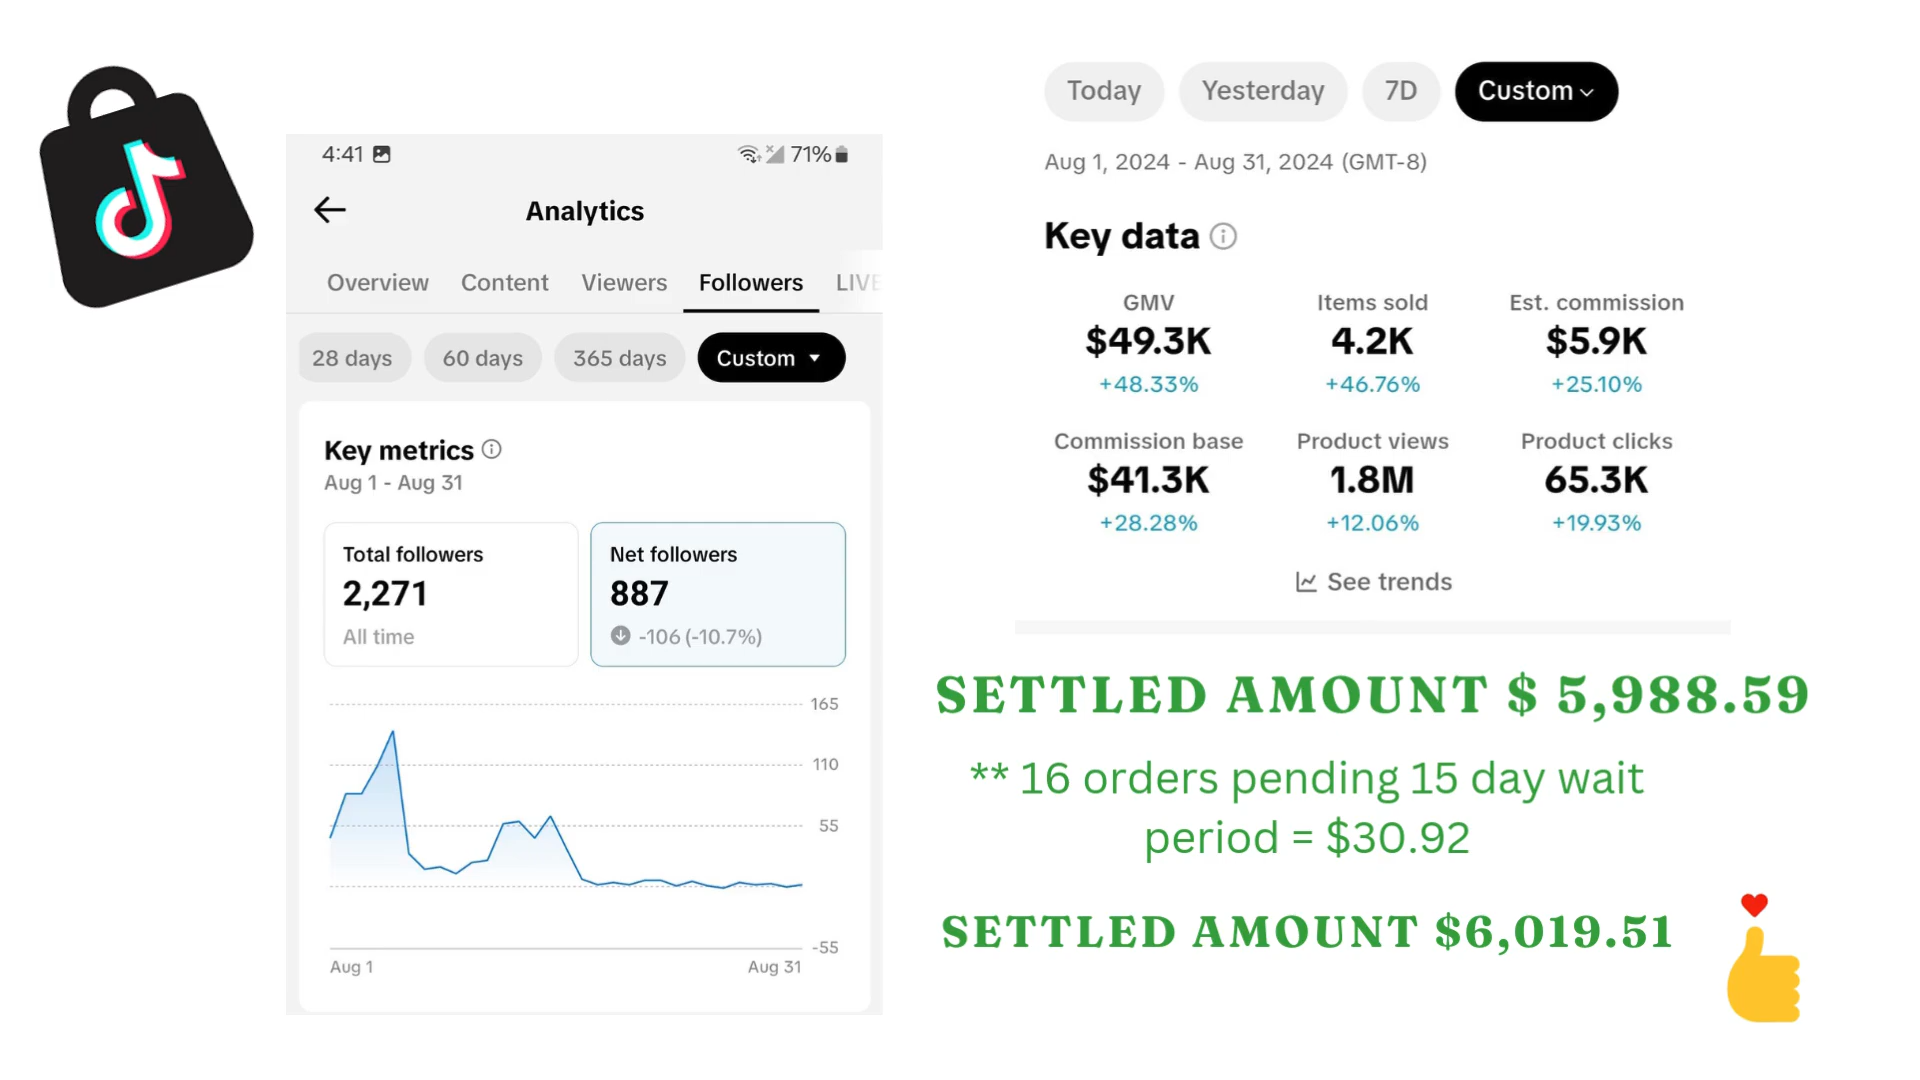 4:41
71%
Analytics
Overview Content Viewers Followers LIVE
28 days 60 days 365 days Custom
Key metrics
Aug 1 - Aug 31
Total followers
2,271
All time
Net followers
887
-106 (-10.7%)
165
110
55
-55
Aug 1 Aug 31
Today Yesterday 7D Custom
Aug 1, 2024 - Aug 31, 2024 (GMT-8)
Key data
GMV Items sold Est. commission
$49.3K 4.2K $5.9K
+48.33% +46.76% +25.10%
Commission base Product views Product clicks
$41.3K 1.8M 65.3K
+28.28% +12.06% +19.93%
See trends
SETTLED AMOUNT $ 5,988.59
** 16 orders pending 15 day wait
period = $30.92
SETTLED AMOUNT $6,019.51